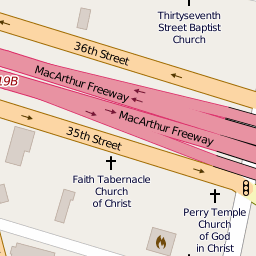 Thirtyseventh
Street Baptist
Church
36th Street
MacArthur Freeway
19B
MacArthur Freeway
35th Street
Faith Tabernacle
Church
of Christ
Perry Temple
Church
of God
in Christ